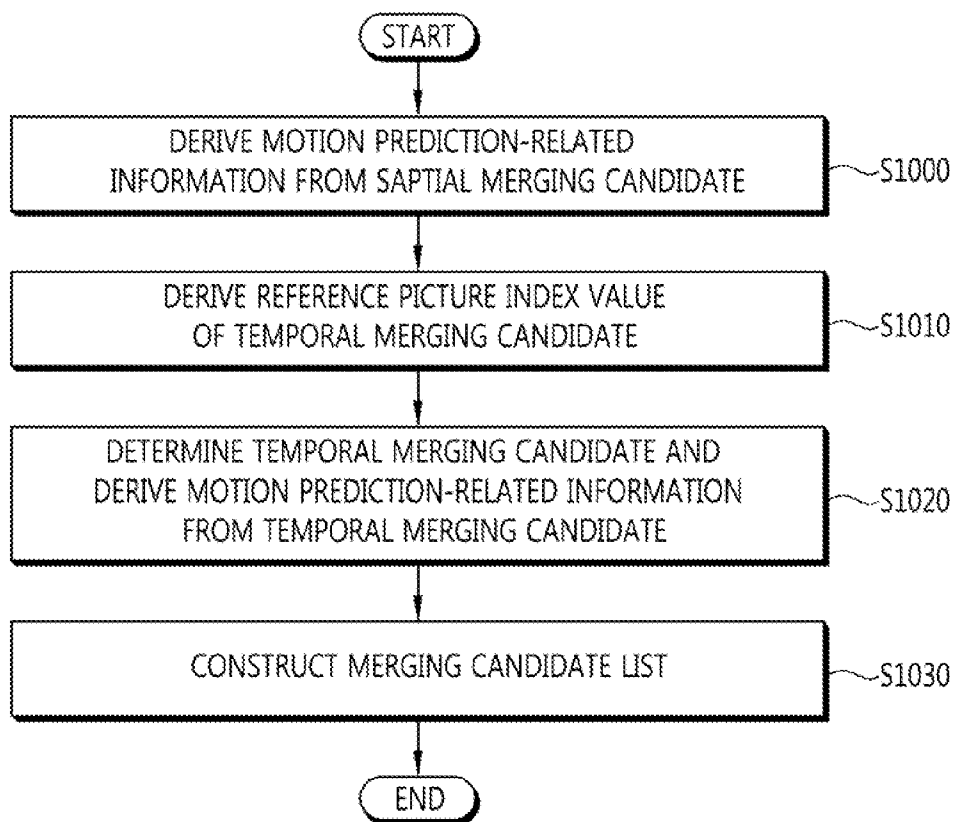 START
DERIVE MOTION PREDICTION-RELATED
INFORMATION FROM SAPTIAL MERGING CANDIDATE
S1000
DERIVE REFERENCE PICTURE INDEX VALUE
OF TEMPORAL MERGING CANDIDATE
S1010
DETERMINE TEMPORAL MERGING CANDIDATE AND
DERIVE MOTION PREDICTION-RELATED INFORMATION
FROM TEMPORAL MERGING CANDIDATE
S1020
CONSTRUCT MERGING CANDIDATE LIST
S1030
END